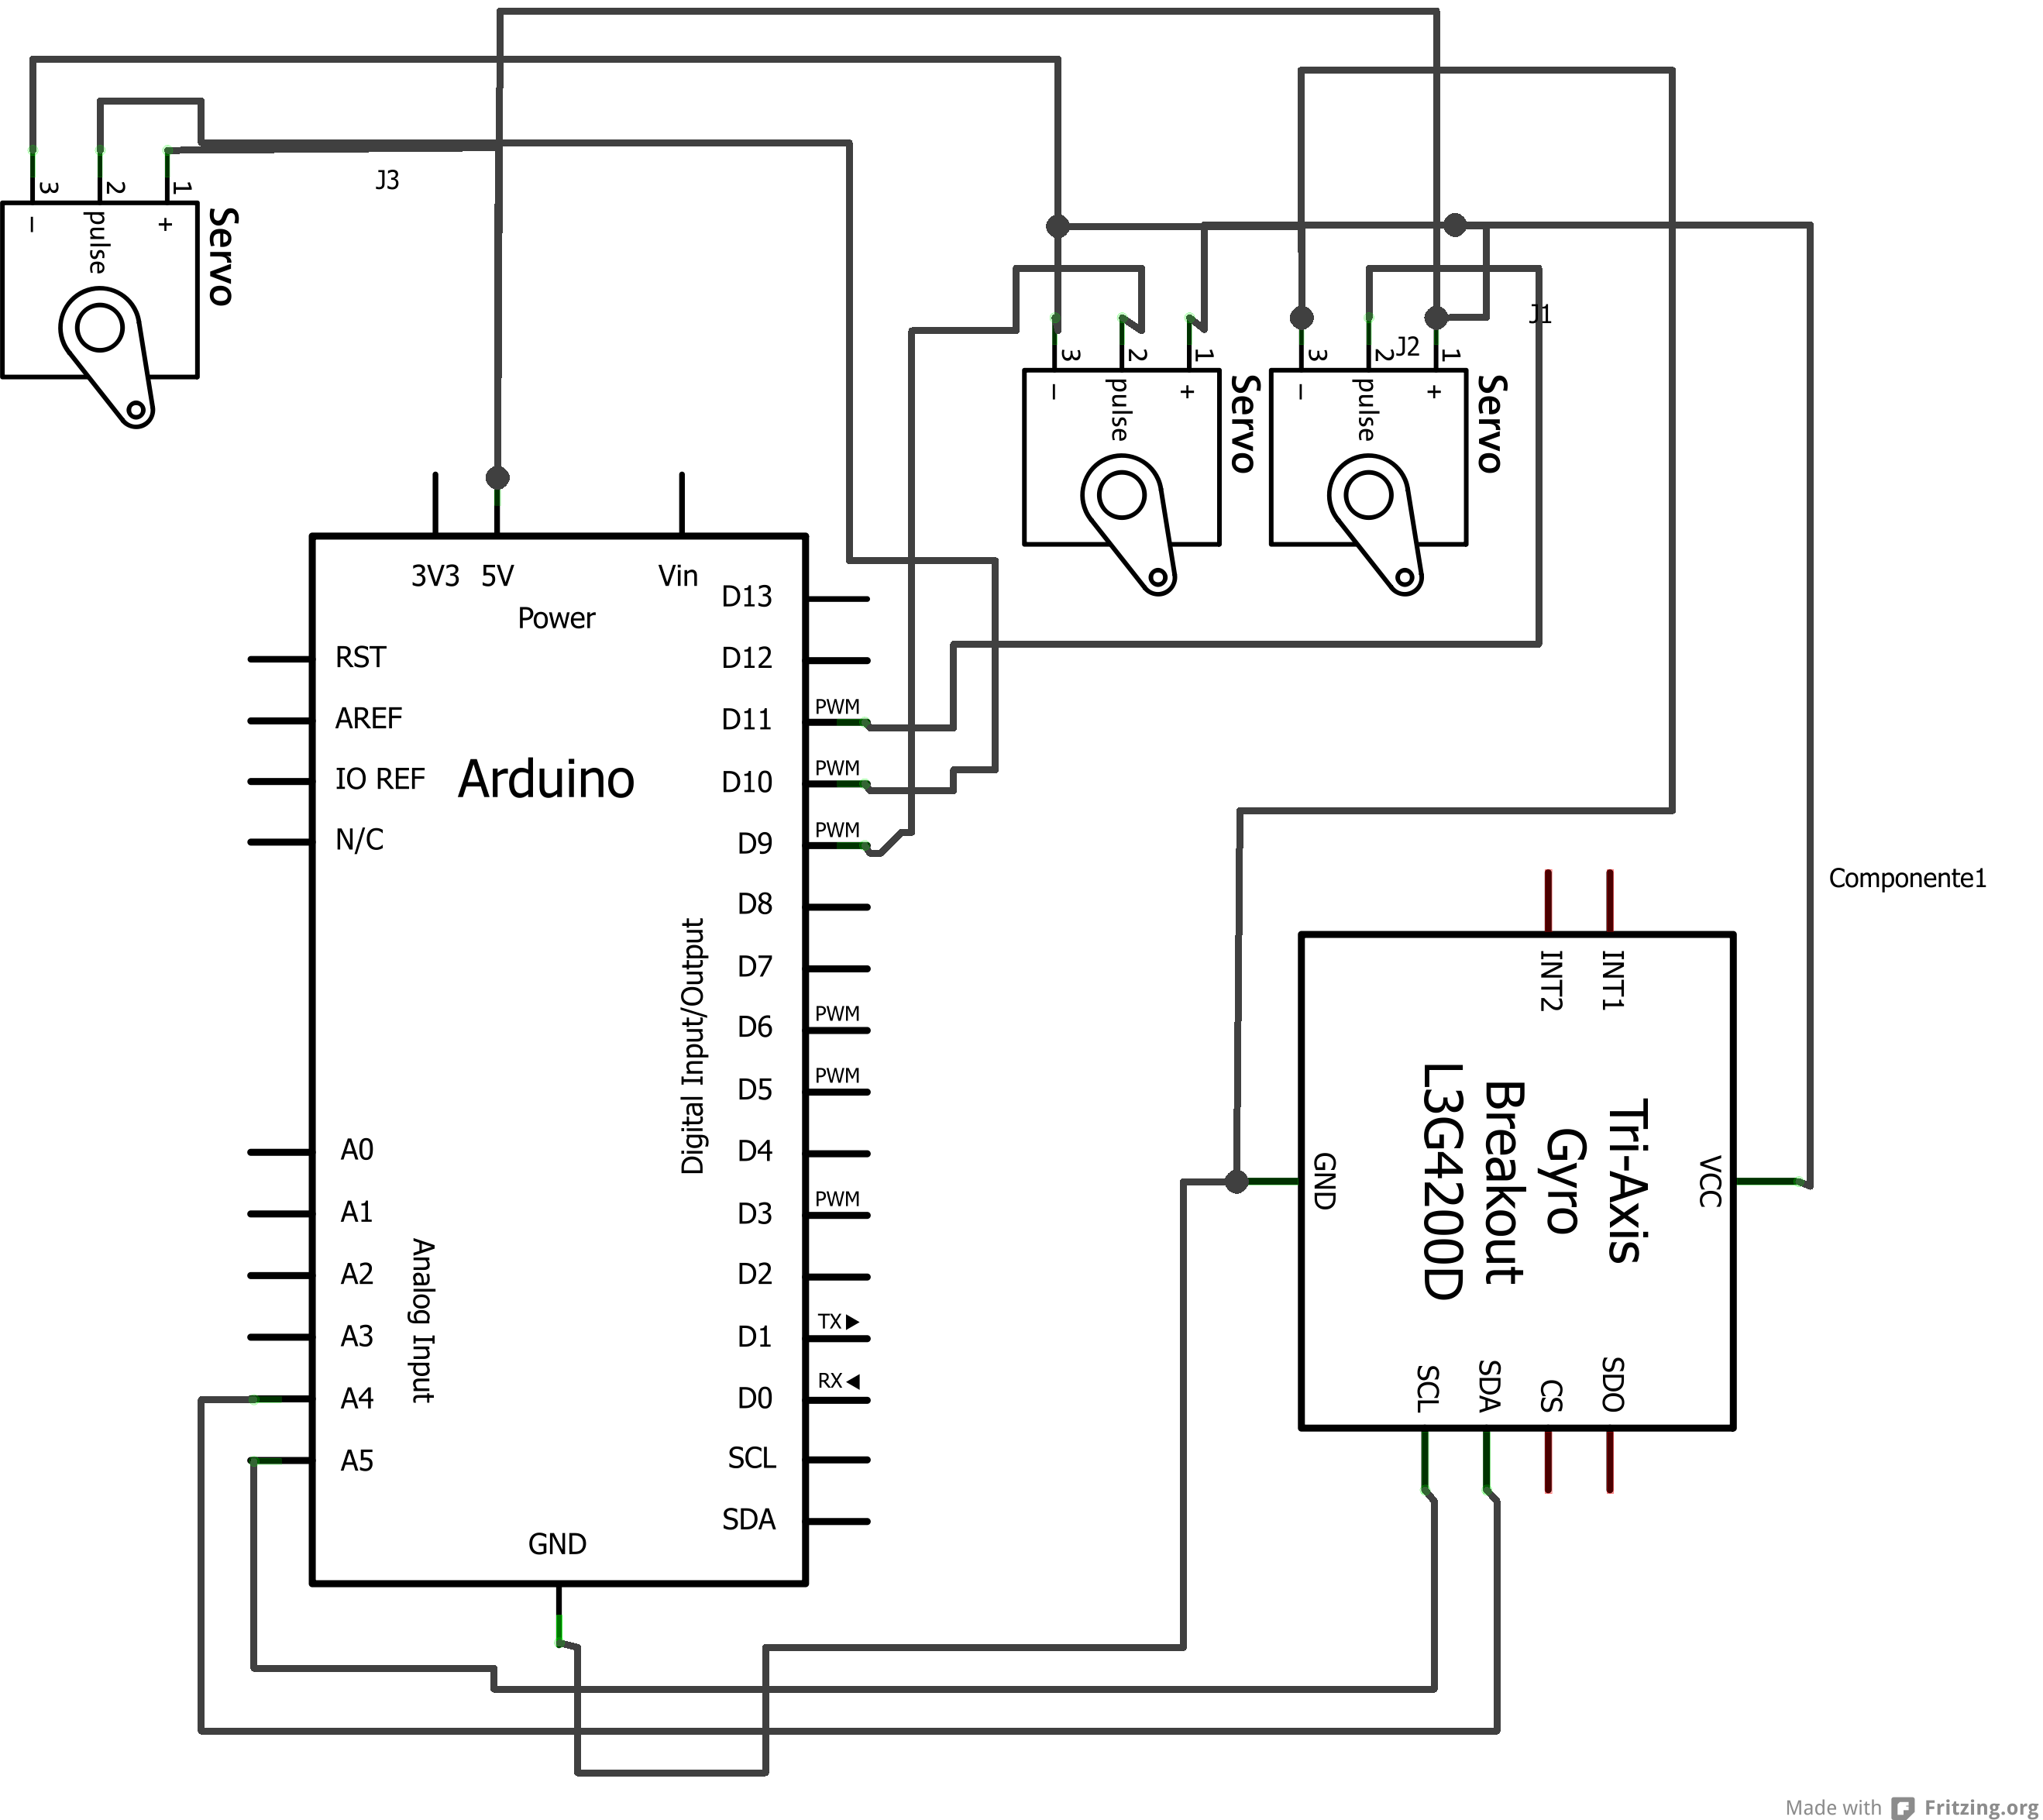 J3
3
2
1
–
pulse
+
Servo
J1
J2
3
2
1
–
pulse
+
Servo
3
2
1
–
pulse
+
Servo
3V3
5V
Vin
Power
RST
AREF
IO REF
N/C
Arduino
D13
D12
D11
PWM
D10
PWM
D9
PWM
D8
D7
D6
PWM
D5
PWM
D4
D3
PWM
D2
D1
TX
D0
RX
SCL
SDA
Digital Input/Output
A0
A1
A2
A3
A4
A5
Analog Input
GND
Componente1
INT2
INT1
Tri-Axis
Gyro
Breakout
L3G4200D
GND
VCC
SCL
SDA
CS
SDO
Made with Fritzing.org